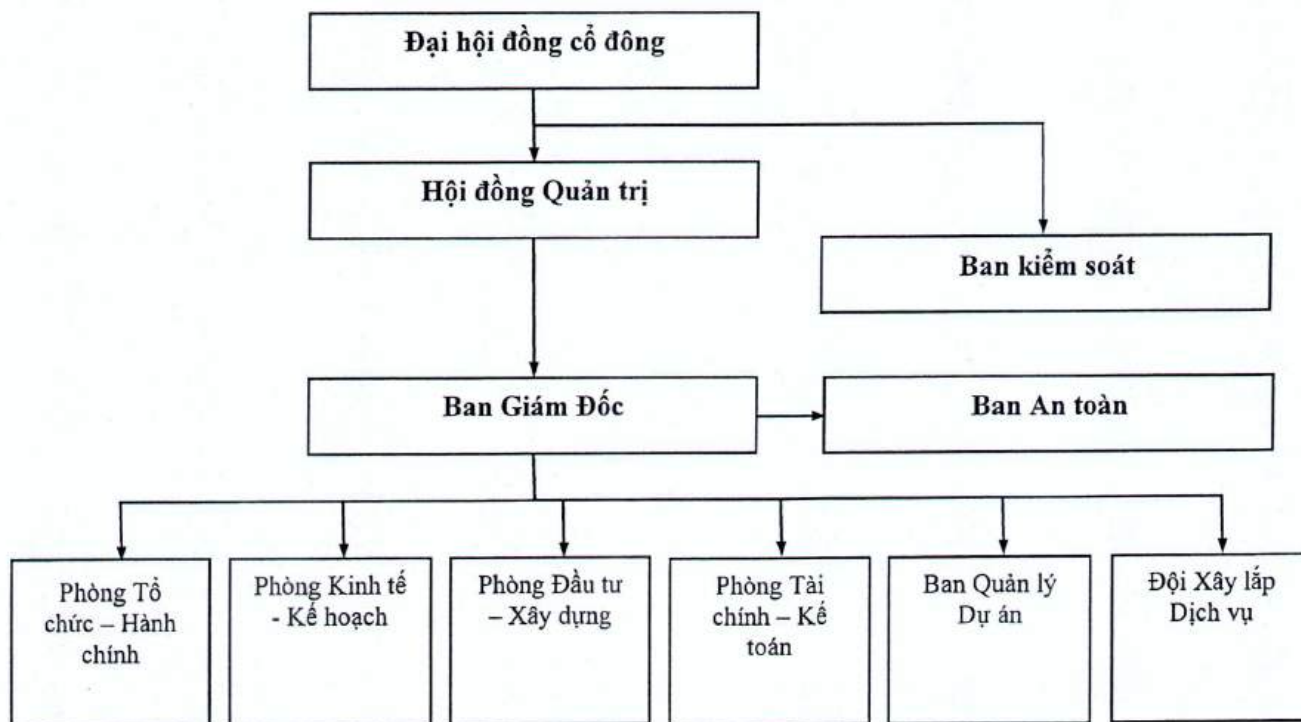 Đại hội đồng cổ đông
Hội đồng Quản trị
Ban kiểm soát
Ban Giám Đốc
Ban An toàn
Phòng Tổ
chức – Hành
chính
Phòng Kinh tế
- Kế hoạch
Phòng Đầu tư
– Xây dựng
Phòng Tài
chính – Kế
toán
Ban Quản lý
Dự án
Đội Xây lắp
Dịch vụ